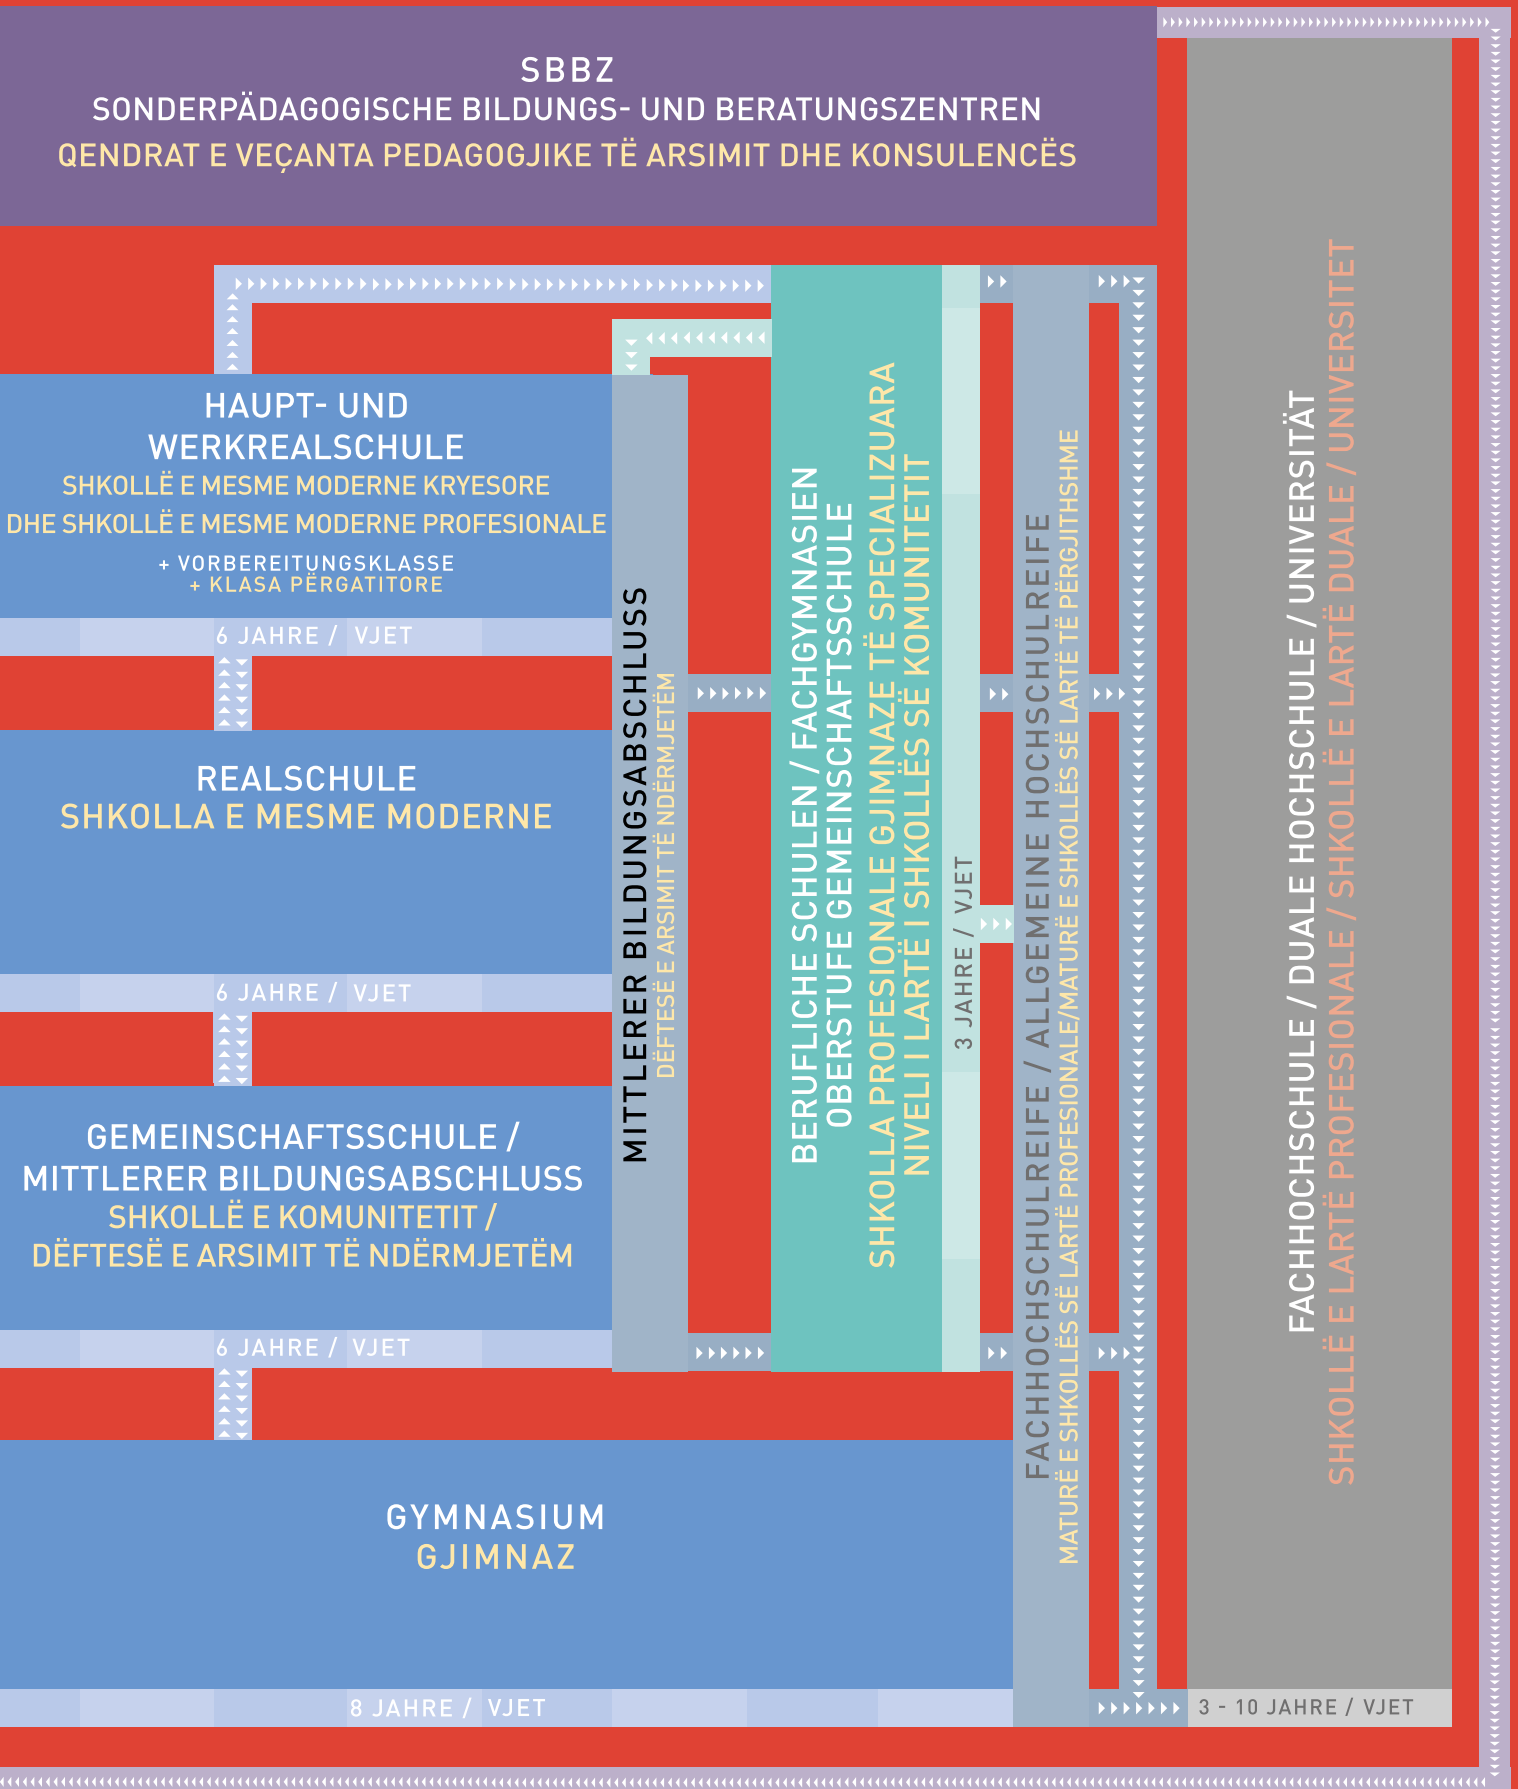 SBBZ
SONDERPÄDAGOGISCHE BILDUNGS- UND BERATUNGSZENTREN
QENDRAT E VEÇANTA PEDAGOGJIKE TË ARSIMIT DHE KONSULENCËS
HAUPT- UND
WERKREALSCHULE
SHKOLLË E MESME MODERNE KRYESORE
DHE SHKOLLË E MESME MODERNE PROFESIONALE
+ VORBEREITUNGSKLASSE
+ KLASA PËRGATITORE
6 JAHRE / VJET
REALSCHULE
SHKOLLA E MESME MODERNE
6 JAHRE / VJET
GEMEINSCHAFTSSCHULE /
MITTLERER BILDUNGSABSCHLUSS
SHKOLLË E KOMUNITETIT /
DËFTESË E ARSIMIT TË NDËRMJETËM
6 JAHRE / VJET
GYMNASIUM
GJIMNAZ
8 JAHRE / VJET
MITTLERER BILDUNGSABSCHLUSS
DËFTESË E ARSIMIT TË NDËRMJETËM
BERUFLICHE SCHULEN / FACHGYMNASIEN
OBERSTUFE GEMEINSCHAFTSSCHULE
SHKOLLA PROFESIONALE GJIMNAZE TË SPECIALIZUARA
NIVELI I LARTË I SHKOLLËS SË KOMUNITETIT
3 JAHRE / VJET
FACHHOCHSCHULREIFE / ALLGEMEINE HOCHSCHULREIFE
MATURË E SHKOLLËS SË LARTË PROFESIONALE/MATURË E SHKOLLËS SË LARTË TË PËRGJITHSHME
FACHHOCHSCHULE / DUALE HOCHSCHULE / UNIVERSITÄT
SHKOLLË E LARTË PROFESIONALE / SHKOLLË E LARTË DUALE / UNIVERSITET
3 - 10 JAHRE / VJET